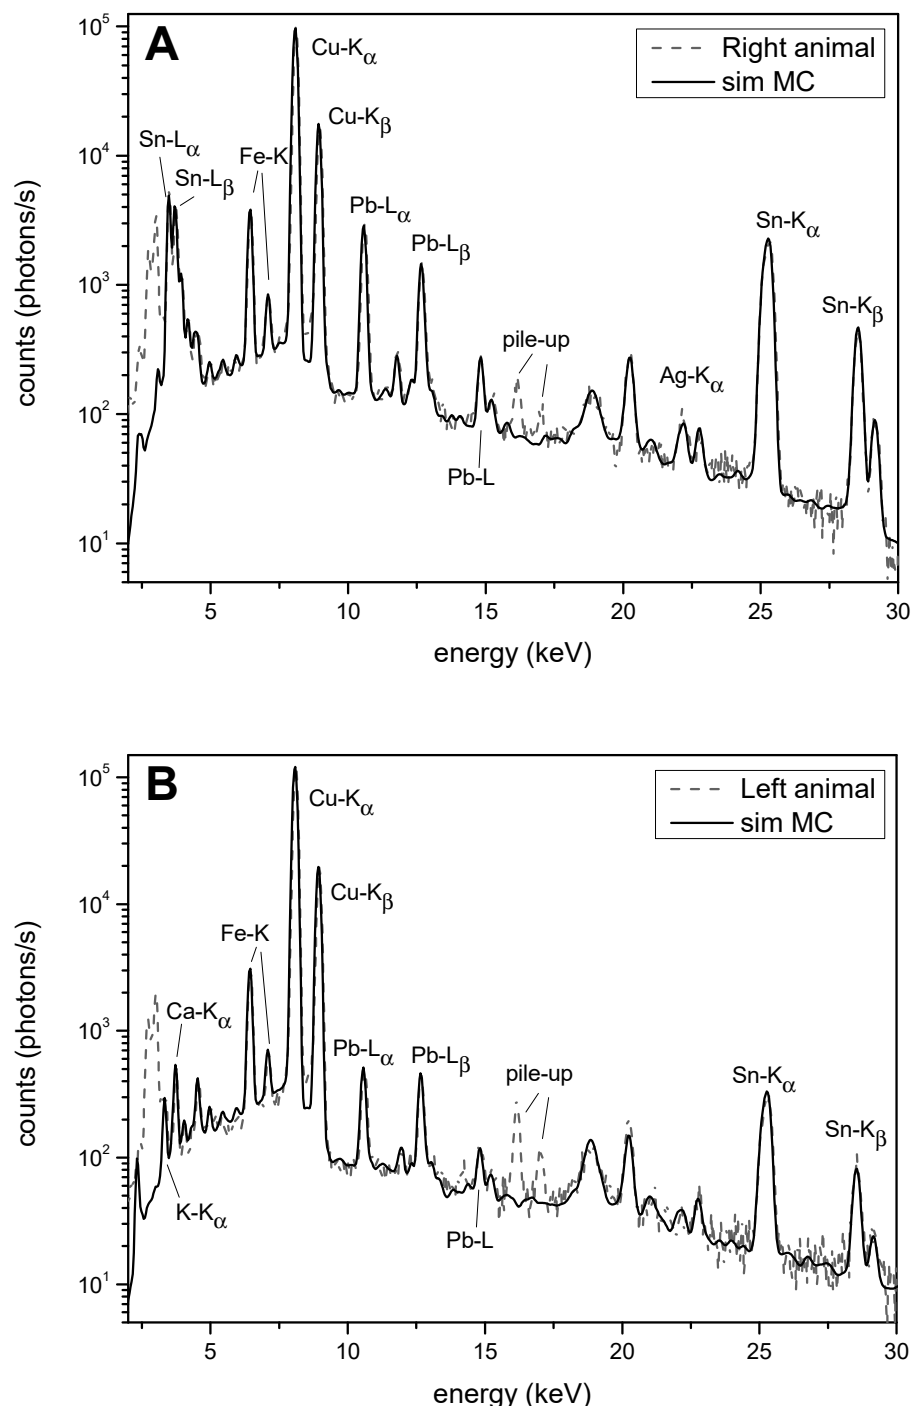 A
Right animal
sim MC
Cu-Kα
Cu-Kβ
Sn-Lα
Sn-Lβ
Fe-K
Pb-Lα
Pb-Lβ
Sn-Kα
Sn-Kβ
pile-up
Ag-Kα
Pb-L
10⁵
10⁴
10³
10²
10¹
counts (photons/s)
5 10 15 20 25 30
energy (keV)
B
Left animal
sim MC
Cu-Kα
Cu-Kβ
Fe-K
Ca-Kα
Pb-Lα
Pb-Lβ
pile-up
Sn-Kα
Sn-Kβ
K-Kα
Pb-L
10⁵
10⁴
10³
10²
10¹
counts (photons/s)
5 10 15 20 25 30
energy (keV)